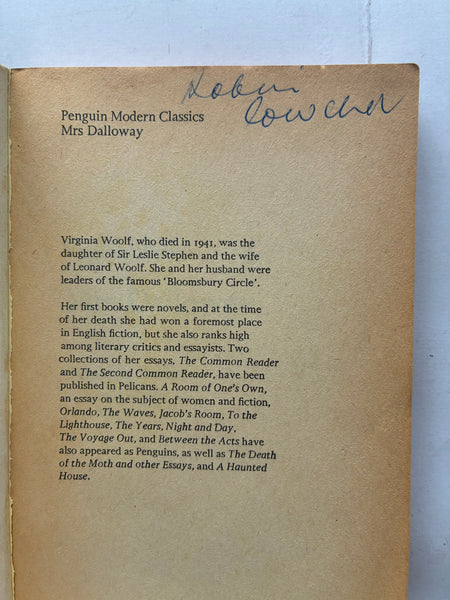 Robin
Penguin Modern Classics
Mrs Dalloway
Virginia Woolf, who died in 1941, was the
daughter of Sir Leslie Stephen and the wife
of Leonard Woolf. She and her husband were
leaders of the famous ‘Bloomsbury Circle’.
Her first books were novels, and at the time
of her death she had won a foremost place
in English fiction, but she also ranks high
among literary critics and essayists. Two
collections of her essays, The Common Reader
and The Second Common Reader, have been
published in Pelicans. A Room of One's Own,
an essay on the subject of women and fiction,
Orlando, The Waves, Jacob's Room, To the
Lighthouse, The Years, Night and Day,
The Voyage Out, and Between the Acts have
also appeared as Penguins, as well as The Death
of the Moth and other Essays, and A Haunted
House.